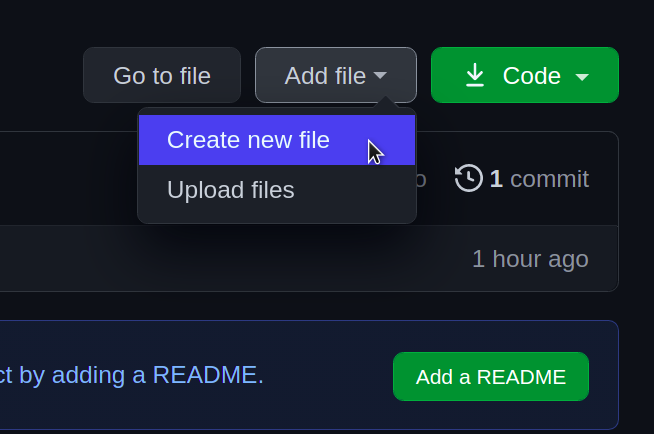 Go to file
Add file
Code
Create new file
Upload files
1 commit
1 hour ago
by adding a README.
Add a README